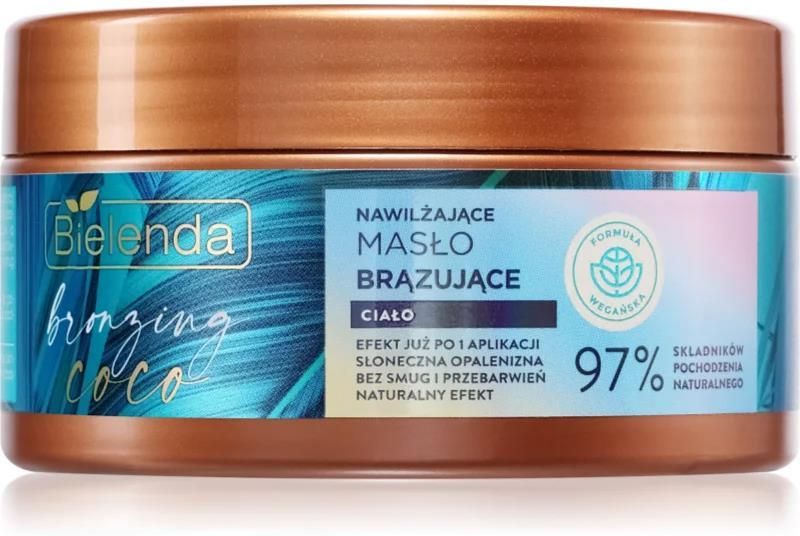 Bielenda
bronzing
coco
NAWILŻAJĄCE
MASŁO
BRĄZUJĄCE
CIAŁO
EFEKT JUŻ PO 1 APLIKACJI
SŁONECZNA OPALENIZNA
BEZ SMUG I PRZEBARWIEŃ
NATURALNY EFEKT
FORMUŁA
WEGAŃSKA
97%
SKŁADNIKÓW
POCHODZENIA
NATURALNEGO